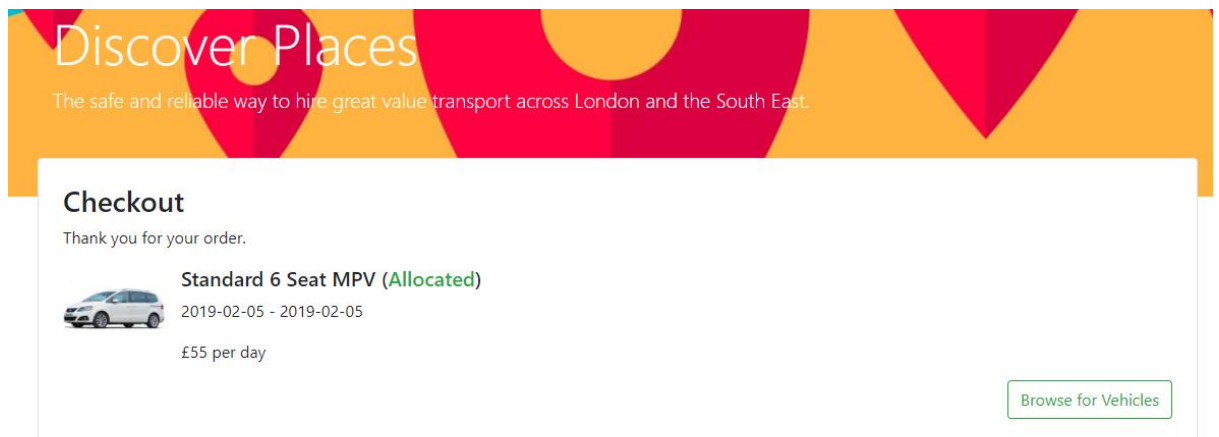 Discover Places
The safe and reliable way to hire great value transport across London and the South East.
Checkout
Thank you for your order.
Standard 6 Seat MPV (Allocated)
2019-02-05 - 2019-02-05
£55 per day
Browse for Vehicles